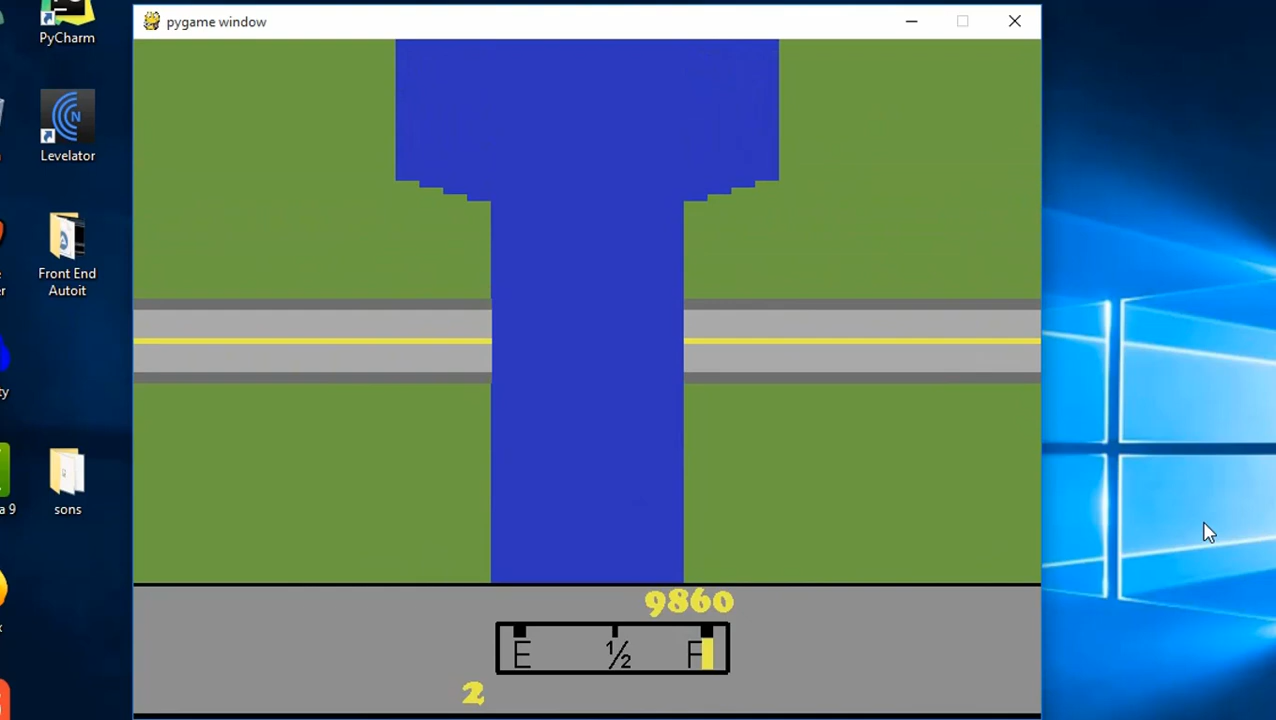 PyCharm
pygame window
Levelator
N
Front End
Autoit
sons
9860
E ½ F
2